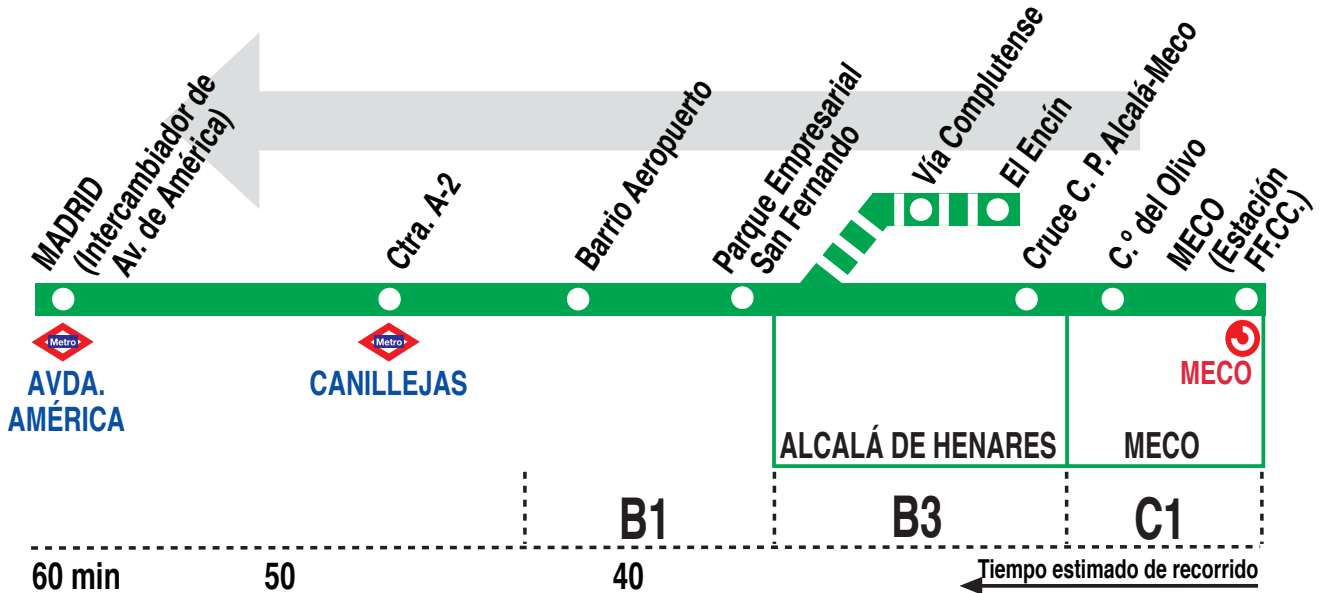 MADRID
(Intercambiador de
Av. de América)
Ctra. A-2
Barrio Aeropuerto
Parque Empresarial
San Fernando
Vía Complutense
El Encín
Cruce C. P. Alcalá-Meco
C.º del Olivo
MECO
(Estación
FF.CC.)
Metro
AVDA.
AMÉRICA
Metro
CANILLEJAS
MECO
ALCALÁ DE HENARES
MECO
B1
B3
C1
60 min
50
40
Tiempo estimado de recorrido